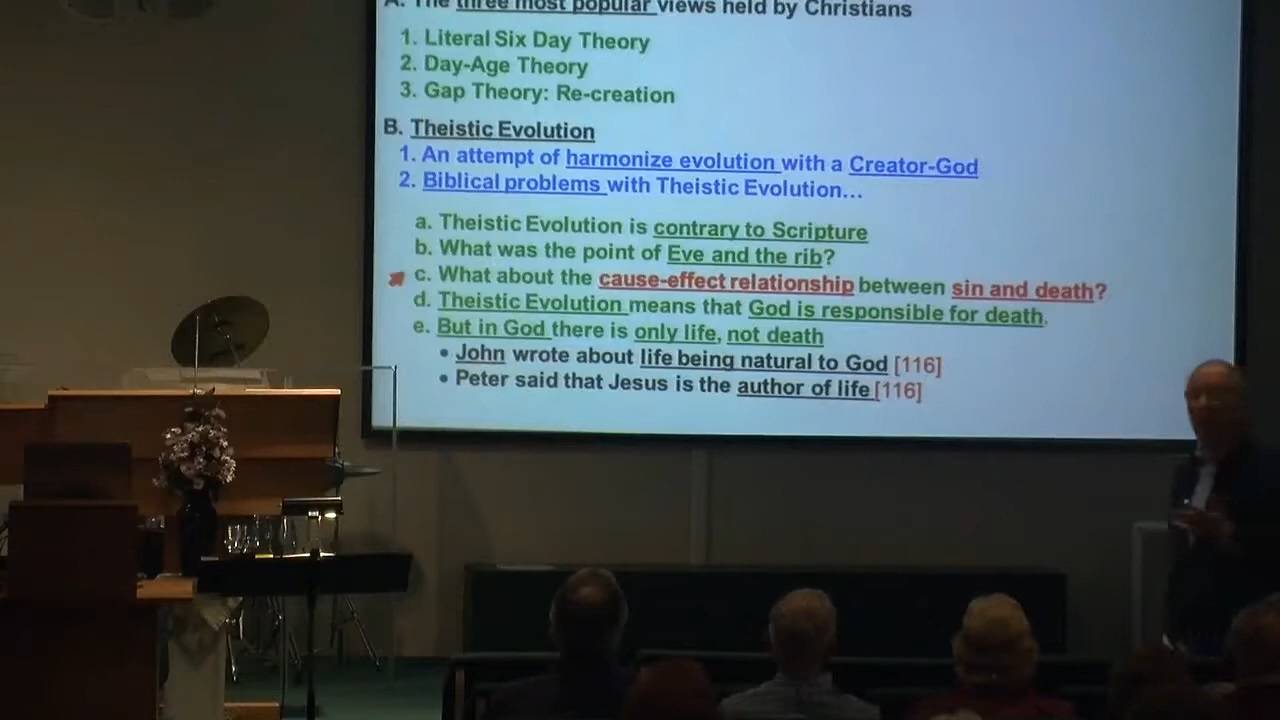 A. The three most popular views held by Christians
1. Literal Six Day Theory
2. Day-Age Theory
3. Gap Theory: Re-creation
B. Theistic Evolution
1. An attempt of harmonize evolution with a Creator-God
2. Biblical problems with Theistic Evolution...
a. Theistic Evolution is contrary to Scripture
b. What was the point of Eve and the rib?
c. What about the cause-effect relationship between sin and death?
d. Theistic Evolution means that God is responsible for death.
e. But in God there is only life, not death
• John wrote about life being natural to God [116]
• Peter said that Jesus is the author of life [116]